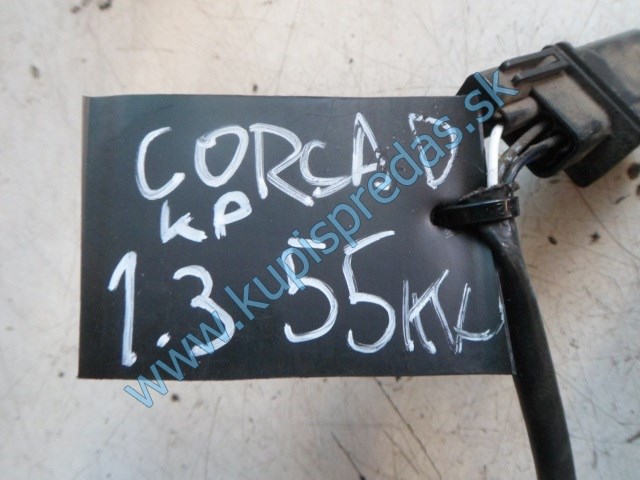 CORSA D
KP
1.3 55KW
www.kupispredas.sk